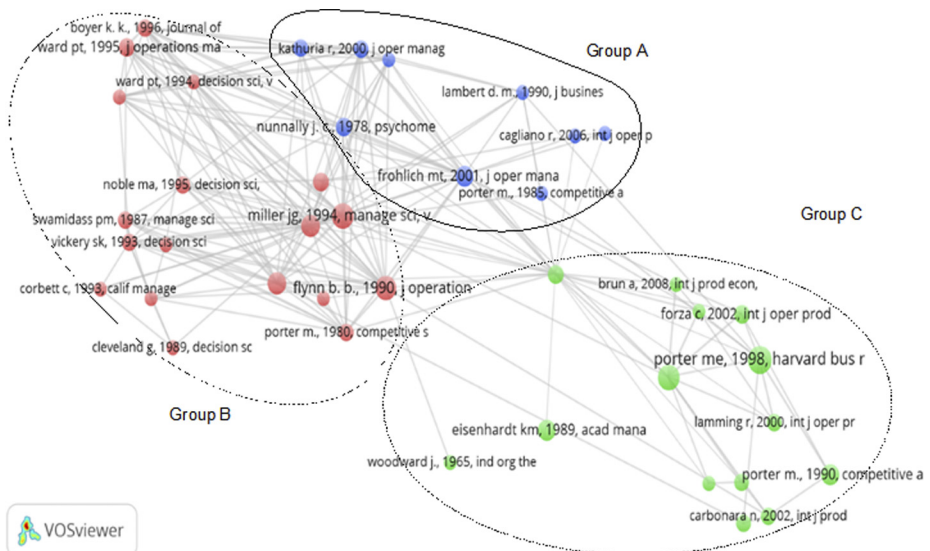 boyer k. k., 1996, journal of
ward pt, 1995, j operations ma
kathuria r, 2000, j oper manag
Group A
ward pt, 1994, decision sci, v
lambert d. m., 1990, j busines
nunnally j. c., 1978, psychome
cagliano r, 2006, int j oper p
frohlich mt, 2001, j oper mana
noble ma, 1995, decision sci,
porter m., 1985, competitive a
miller jg, 1994, manage sci, v
Group C
swamidass pm, 1987, manage sci
vickery sk, 1993, decision sci
corbett c, 1993, calif manage
flynn b. b., 1990, j operation
brun a, 2008, int j prod econ,
forza c, 2002, int j oper prod
porter m., 1980, competitive s
cleveland g, 1989, decision sc
porter me, 1998, harvard bus r
Group B
lamming r, 2000, int j oper pr
eisenhardt km, 1989, acad mana
woodward j., 1965, ind org the
porter m., 1990, competitive a
carbonara n, 2002, int j prod
VOSviewer